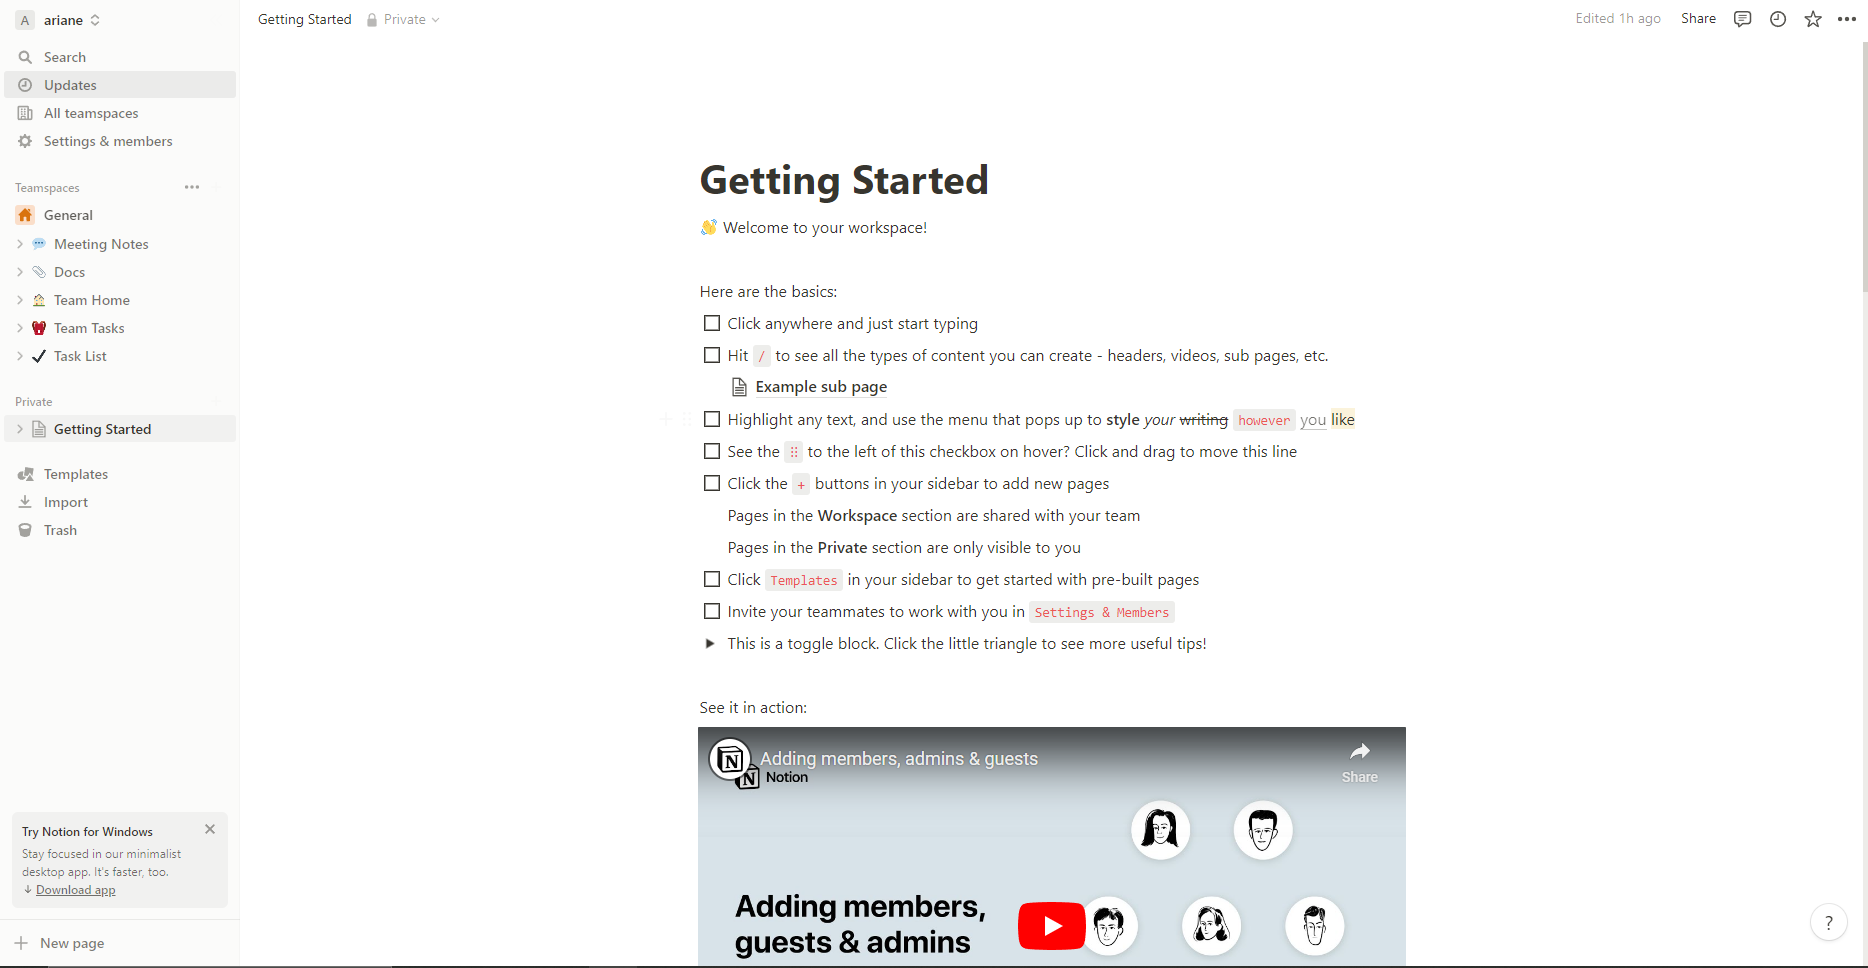 A ariane
Search
Updates
All teamspaces
Settings & members
Teamspaces
General
Meeting Notes
Docs
Team Home
Team Tasks
Task List
Private
Getting Started
Templates
Import
Trash
Try Notion for Windows
Stay focused in our minimalist
desktop app. It's faster, too.
Download app
New page
Getting Started Private
Edited 1h ago Share
Getting Started
👋 Welcome to your workspace!
Here are the basics:
Click anywhere and just start typing
Hit / to see all the types of content you can create - headers, videos, sub pages, etc.
Example sub page
Highlight any text, and use the menu that pops up to style your writing however you like
See the ⋮⋮ to the left of this checkbox on hover? Click and drag to move this line
Click the + buttons in your sidebar to add new pages
Pages in the Workspace section are shared with your team
Pages in the Private section are only visible to you
Click Templates in your sidebar to get started with pre-built pages
Invite your teammates to work with you in Settings & Members
This is a toggle block. Click the little triangle to see more useful tips!
See it in action:
N Adding members, admins & guests
N Notion
Share
Adding members,
guests & admins
?